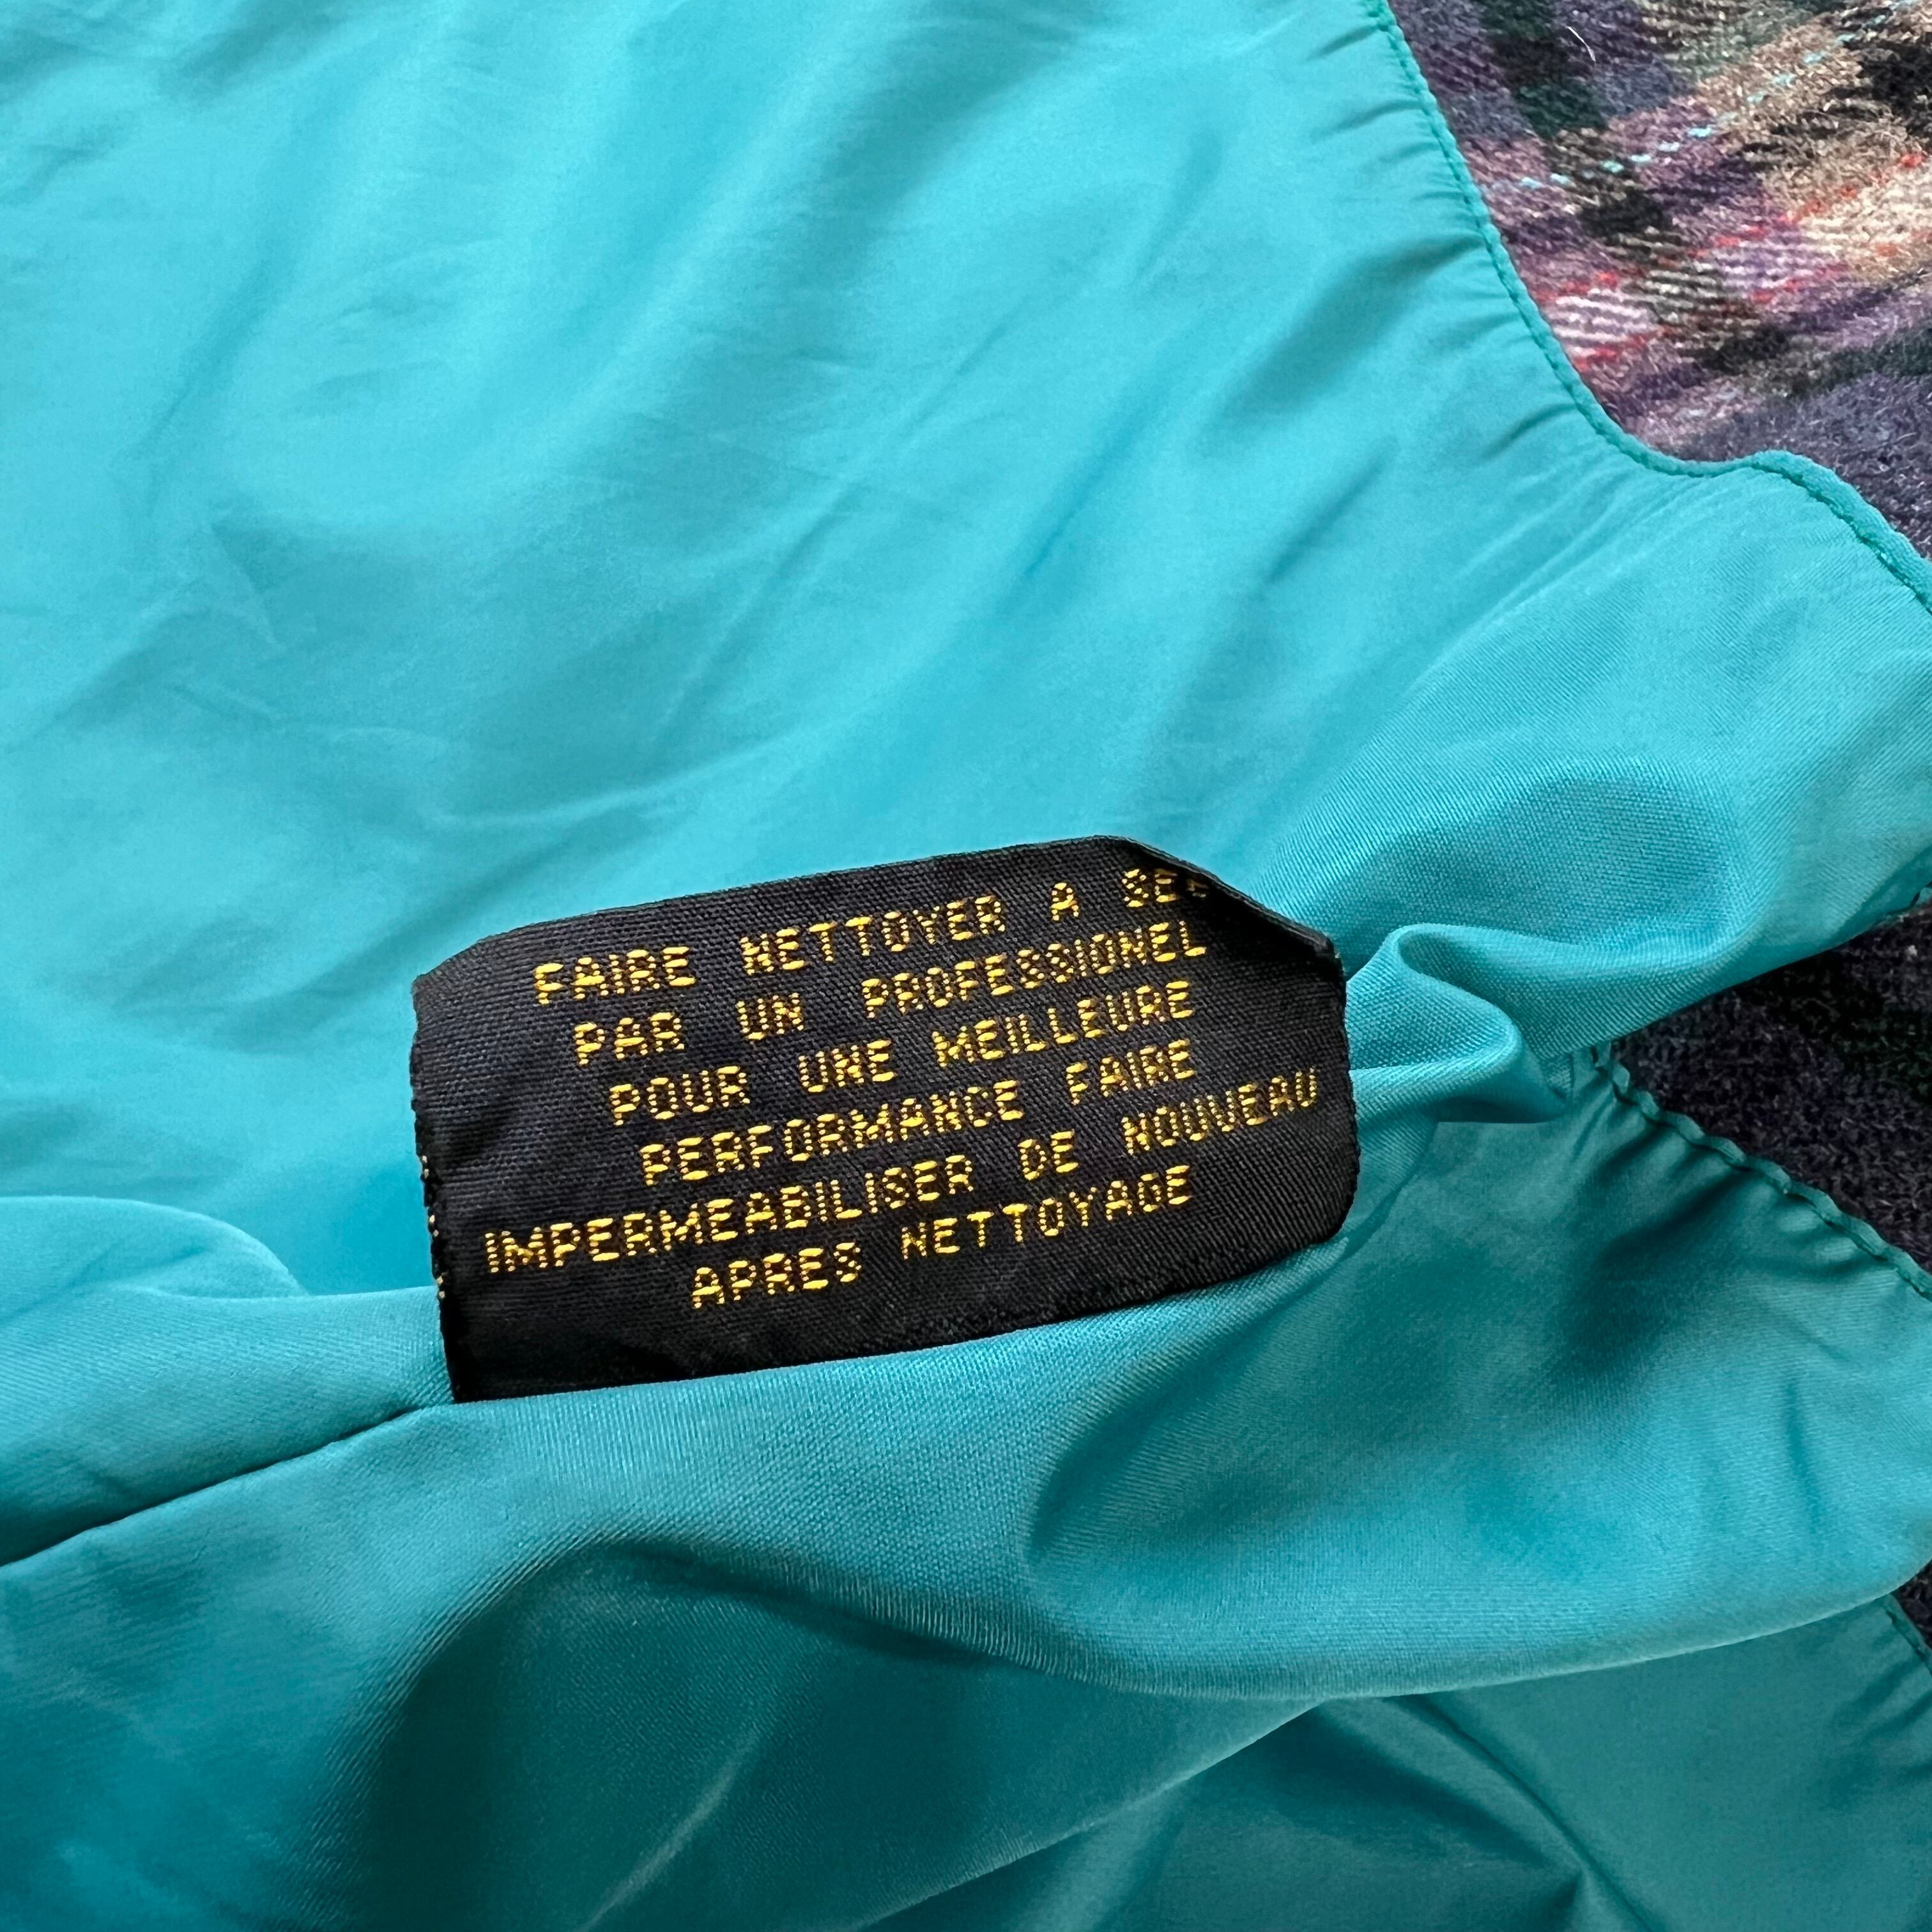 FAIRE NETTOYER A SEC
PAR UN PROFESSIONEL
POUR UNE MEILLEURE
PERFORMANCE FAIRE
IMPERMEABILISER DE NOUVEAU
APRES NETTOYAGE